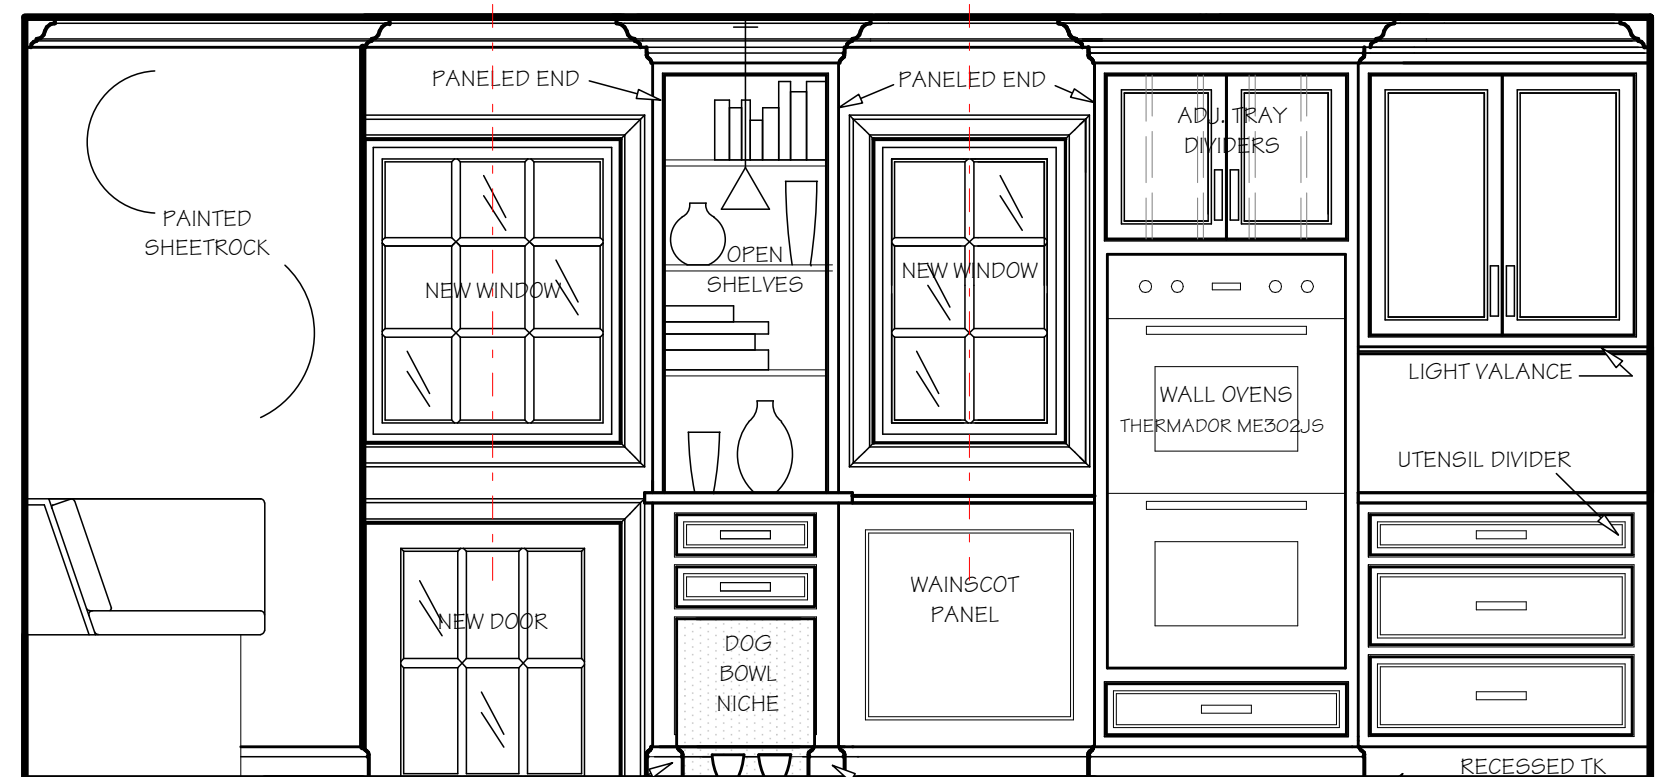 PANELED END
PANELED END
ADJ. TRAY
DIVIDERS
PAINTED
SHEETROCK
OPEN
SHELVES
NEW WINDOW
NEW WINDOW
LIGHT VALANCE
WALL OVENS
THERMADOR ME302JS
UTENSIL DIVIDER
NEW DOOR
WAINSCOT
PANEL
DOG
BOWL
NICHE
RECESSED TK